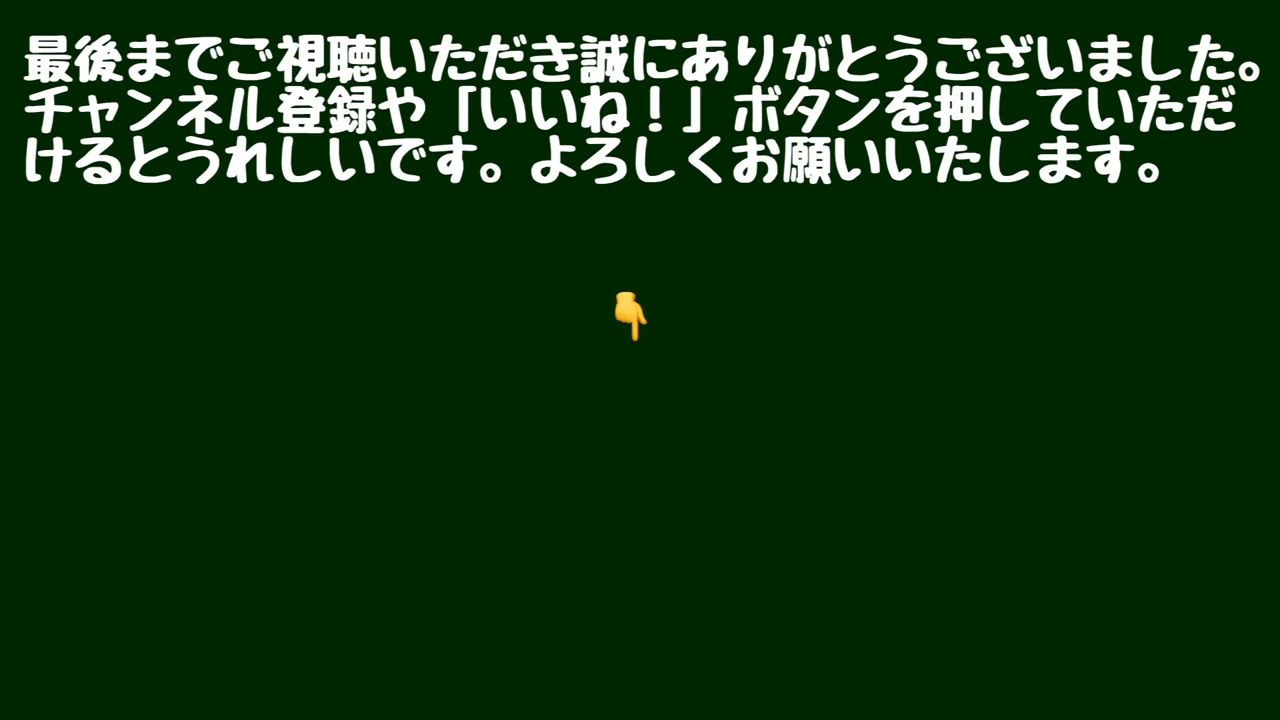 最後までご視聴いただき誠にありがとうございました。
チャンネル登録や「いいね！」ボタンを押していただ
けるとうれしいです。よろしくお願いいたします。